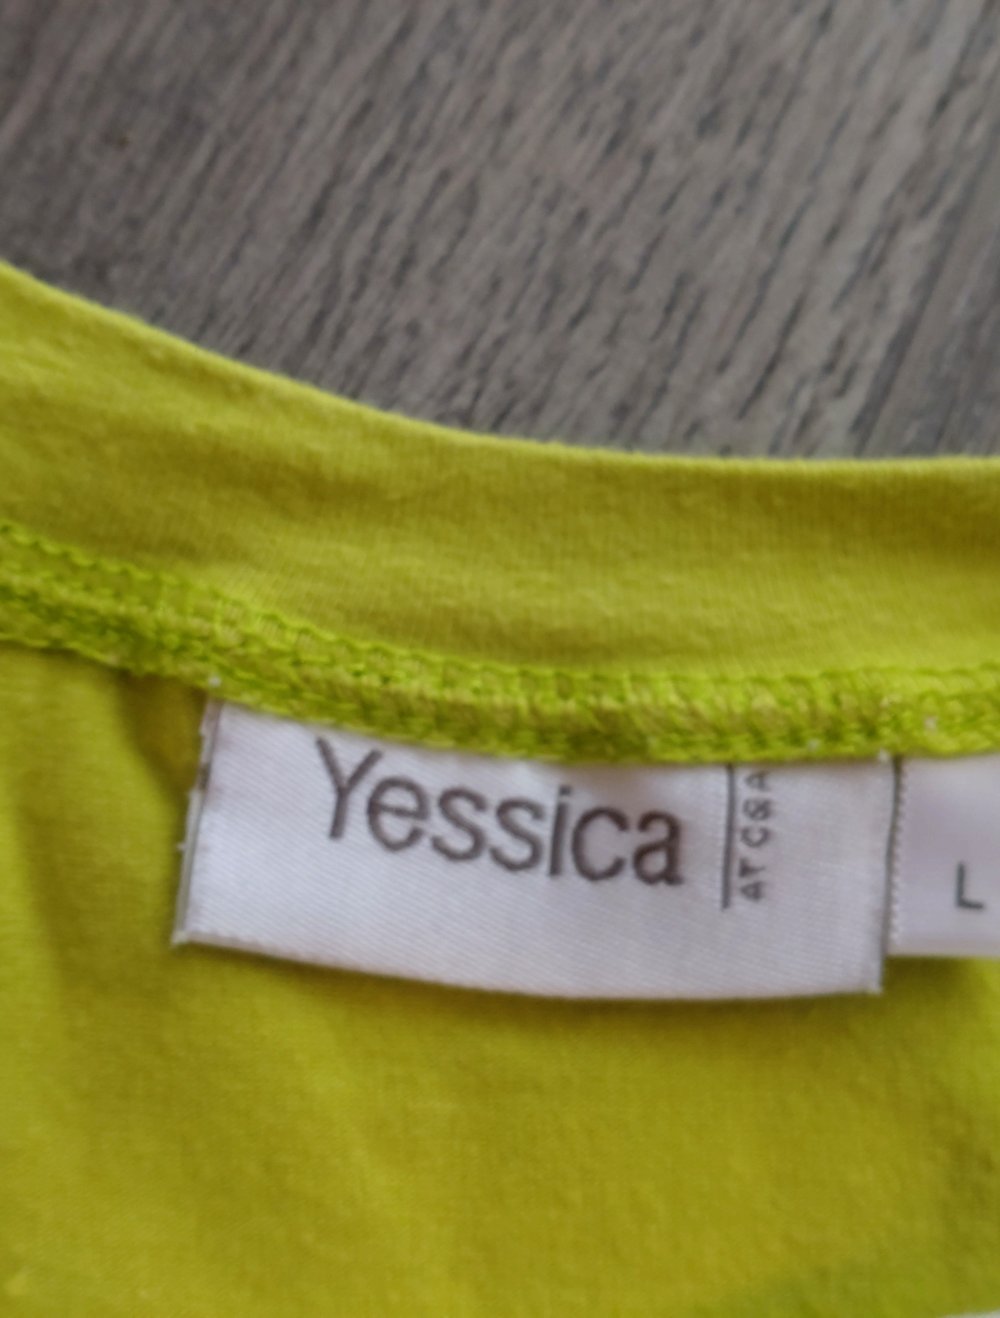 Yessica
AT C&A
L